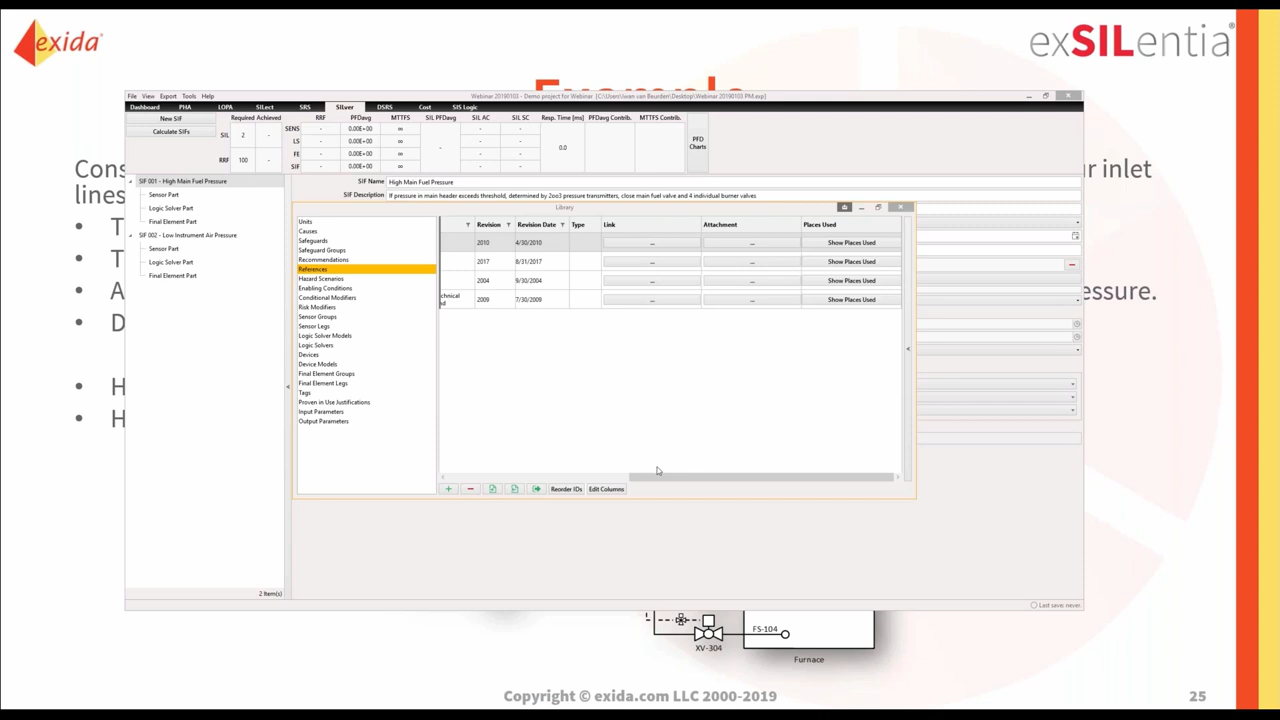 exida
exSILentia®
Example
File View Export Tools Help
Webinar 20190103 - Demo project for Webinar [C:\Users\iwan van Beurden\Desktop\Webinar 20190103 PM.exp]
Dashboard PHA LOPA SILect SRS SILver DSRS Cost SIS Logic
New SIF
Calculate SIFs
Required Achieved RRF PFDavg MTTFS SIL PFDavg SIL AC SIL SC Resp. Time [ms] PFDavg Contrib. MTTFS Contrib.
SIL 2 -
RRF 100 -
SENS - 0.00E+00 ∞ - -
LS - 0.00E+00 ∞ - -
FE - 0.00E+00 ∞ - -
SIF - 0.00E+00 ∞ - -
-
0.0
PFD
Charts
SIF 001 - High Main Fuel Pressure
Sensor Part
Logic Solver Part
Final Element Part
SIF 002 - Low Instrument Air Pressure
Sensor Part
Logic Solver Part
Final Element Part
2 Item(s)
SIF Name High Main Fuel Pressure
SIF Description If pressure in main header exceeds threshold, determined by 2oo3 pressure transmitters, close main fuel valve and 4 individual burner valves
Library
Units
Causes
Safeguards
Safeguard Groups
Recommendations
References
Hazard Scenarios
Enabling Conditions
Conditional Modifiers
Risk Modifiers
Sensor Groups
Sensor Legs
Logic Solver Models
Logic Solvers
Devices
Device Models
Final Element Groups
Final Element Legs
Tags
Proven in Use Justifications
Input Parameters
Output Parameters
Revision Revision Date Type Link Attachment Places Used
2010 4/30/2010 ... ... Show Places Used
2017 8/31/2017 ... ... Show Places Used
2004 9/30/2004 ... ... Show Places Used
chnical
d 2009 7/30/2009 ... ... Show Places Used
Reorder IDs Edit Columns
Last save: never.
Cons
ur inlet
lines
• T
• T
• A
essure.
• D
• H
• H
FS-104
XV-304
Furnace
Copyright © exida.com LLC 2000-2019
25